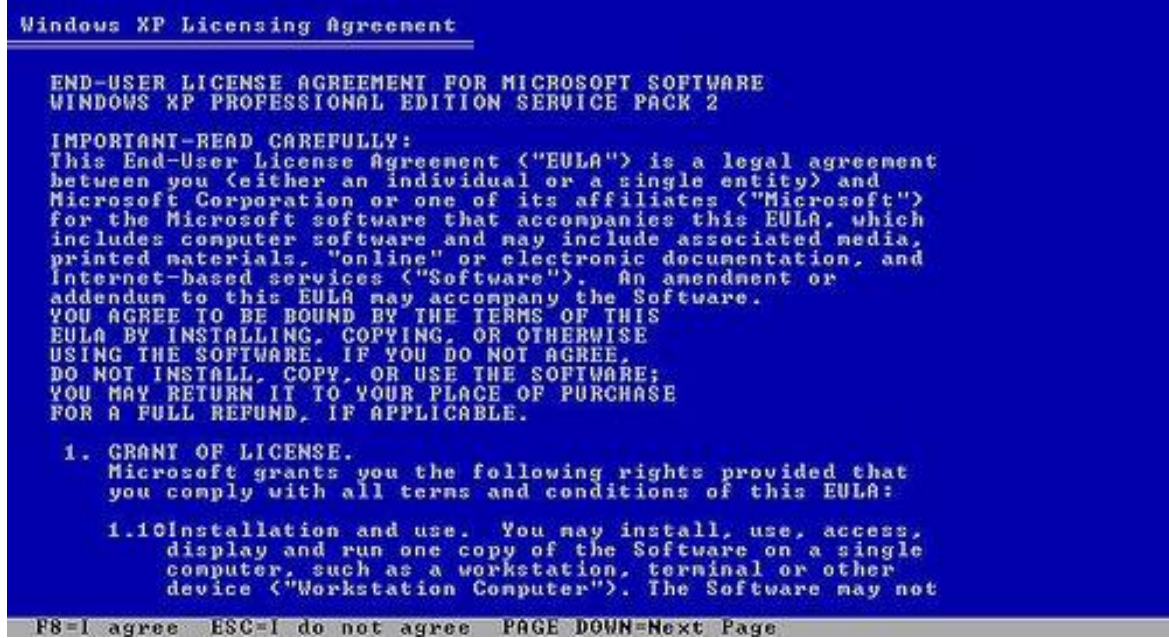 Windows XP Licensing Agreement
END-USER LICENSE AGREEMENT FOR MICROSOFT SOFTWARE
WINDOWS XP PROFESSIONAL EDITION SERVICE PACK 2
IMPORTANT-READ CAREFULLY:
This End-User License Agreement ("EULA") is a legal agreement
between you (either an individual or a single entity) and
Microsoft Corporation or one of its affiliates ("Microsoft")
for the Microsoft software that accompanies this EULA, which
includes computer software and may include associated media,
printed materials, "online" or electronic documentation, and
Internet-based services ("Software").  An amendment or
addendum to this EULA may accompany the Software.
YOU AGREE TO BE BOUND BY THE TERMS OF THIS
EULA BY INSTALLING, COPYING, OR OTHERWISE
USING THE SOFTWARE. IF YOU DO NOT AGREE,
DO NOT INSTALL, COPY, OR USE THE SOFTWARE;
YOU MAY RETURN IT TO YOUR PLACE OF PURCHASE
FOR A FULL REFUND, IF APPLICABLE.
1. GRANT OF LICENSE.
Microsoft grants you the following rights provided that
you comply with all terms and conditions of this EULA:
1.1○Installation and use.  You may install, use, access,
display and run one copy of the Software on a single
computer, such as a workstation, terminal or other
device ("Workstation Computer"). The Software may not
F8=I agree  ESC=I do not agree  PAGE DOWN=Next Page